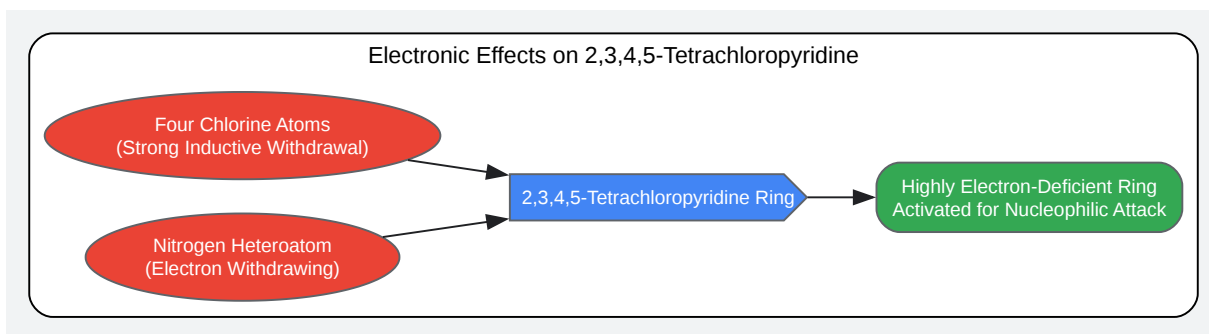 Electronic Effects on 2,3,4,5-Tetrachloropyridine
Four Chlorine Atoms
(Strong Inductive Withdrawal)
2,3,4,5-Tetrachloropyridine Ring
Highly Electron-Deficient Ring
Activated for Nucleophilic Attack
Nitrogen Heteroatom
(Electron Withdrawing)